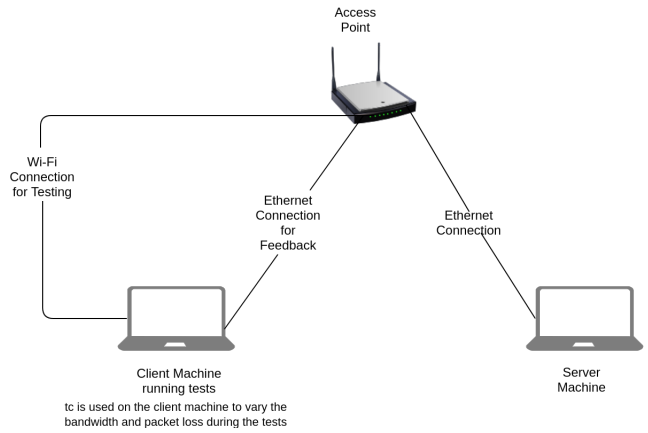 Access
Point
Wi-Fi
Connection
for Testing
Ethernet
Connection
for
Feedback
Ethernet
Connection
Client Machine
running tests
tc is used on the client machine to vary the
bandwidth and packet loss during the tests
Server
Machine